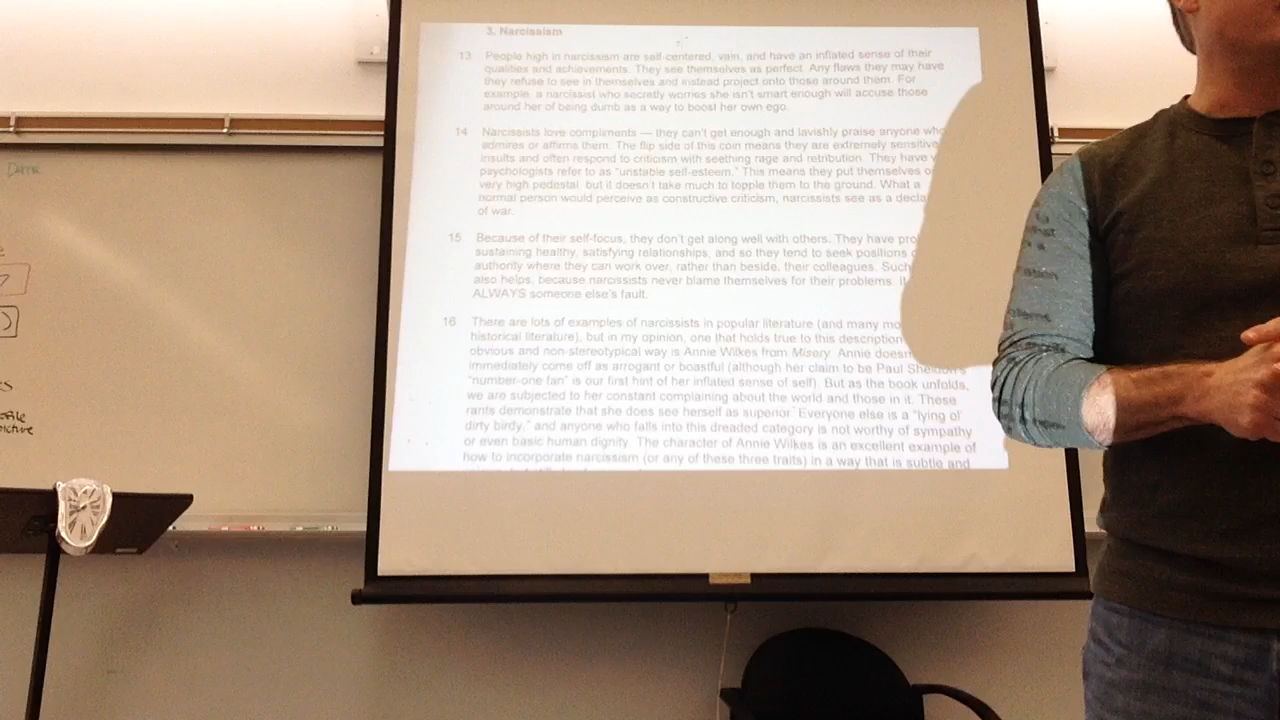 3. Narcissism
13 People high in narcissism are self-centered, vain, and have an inflated sense of their
qualities and achievements. They see themselves as perfect. Any flaws they may have
they refuse to see in themselves and instead project onto those around them. For
example, a narcissist who secretly worries she isn't smart enough will accuse those
around her of being dumb as a way to boost her own ego.
14 Narcissists love compliments — they can't get enough and lavishly praise anyone who
admires or affirms them. The flip side of this coin means they are extremely sensitive
insults and often respond to criticism with seething rage and retribution. They have
psychologists refer to as "unstable self-esteem." This means they put themselves
very high pedestal, but it doesn't take much to topple them to the ground. What a
normal person would perceive as constructive criticism, narcissists see as a decla
of war.
15 Because of their self-focus, they don't get along well with others. They have pro
sustaining healthy, satisfying relationships, and so they tend to seek positions
authority where they can work over, rather than beside, their colleagues. Such
also helps, because narcissists never blame themselves for their problems. It
ALWAYS someone else's fault.
16 There are lots of examples of narcissists in popular literature (and many mo
historical literature), but in my opinion, one that holds true to this description
obvious and non-stereotypical way is Annie Wilkes from Misery. Annie doesn
immediately come off as arrogant or boastful (although her claim to be Paul Sheldon's
"number-one fan" is our first hint of her inflated sense of self). But as the book unfolds,
we are subjected to her constant complaining about the world and those in it. These
rants demonstrate that she does see herself as superior. Everyone else is a "lying ol'
dirty birdy," and anyone who falls into this dreaded category is not worthy of sympathy
or even basic human dignity. The character of Annie Wilkes is an excellent example of
how to incorporate narcissism (or any of these three traits) in a way that is subtle and